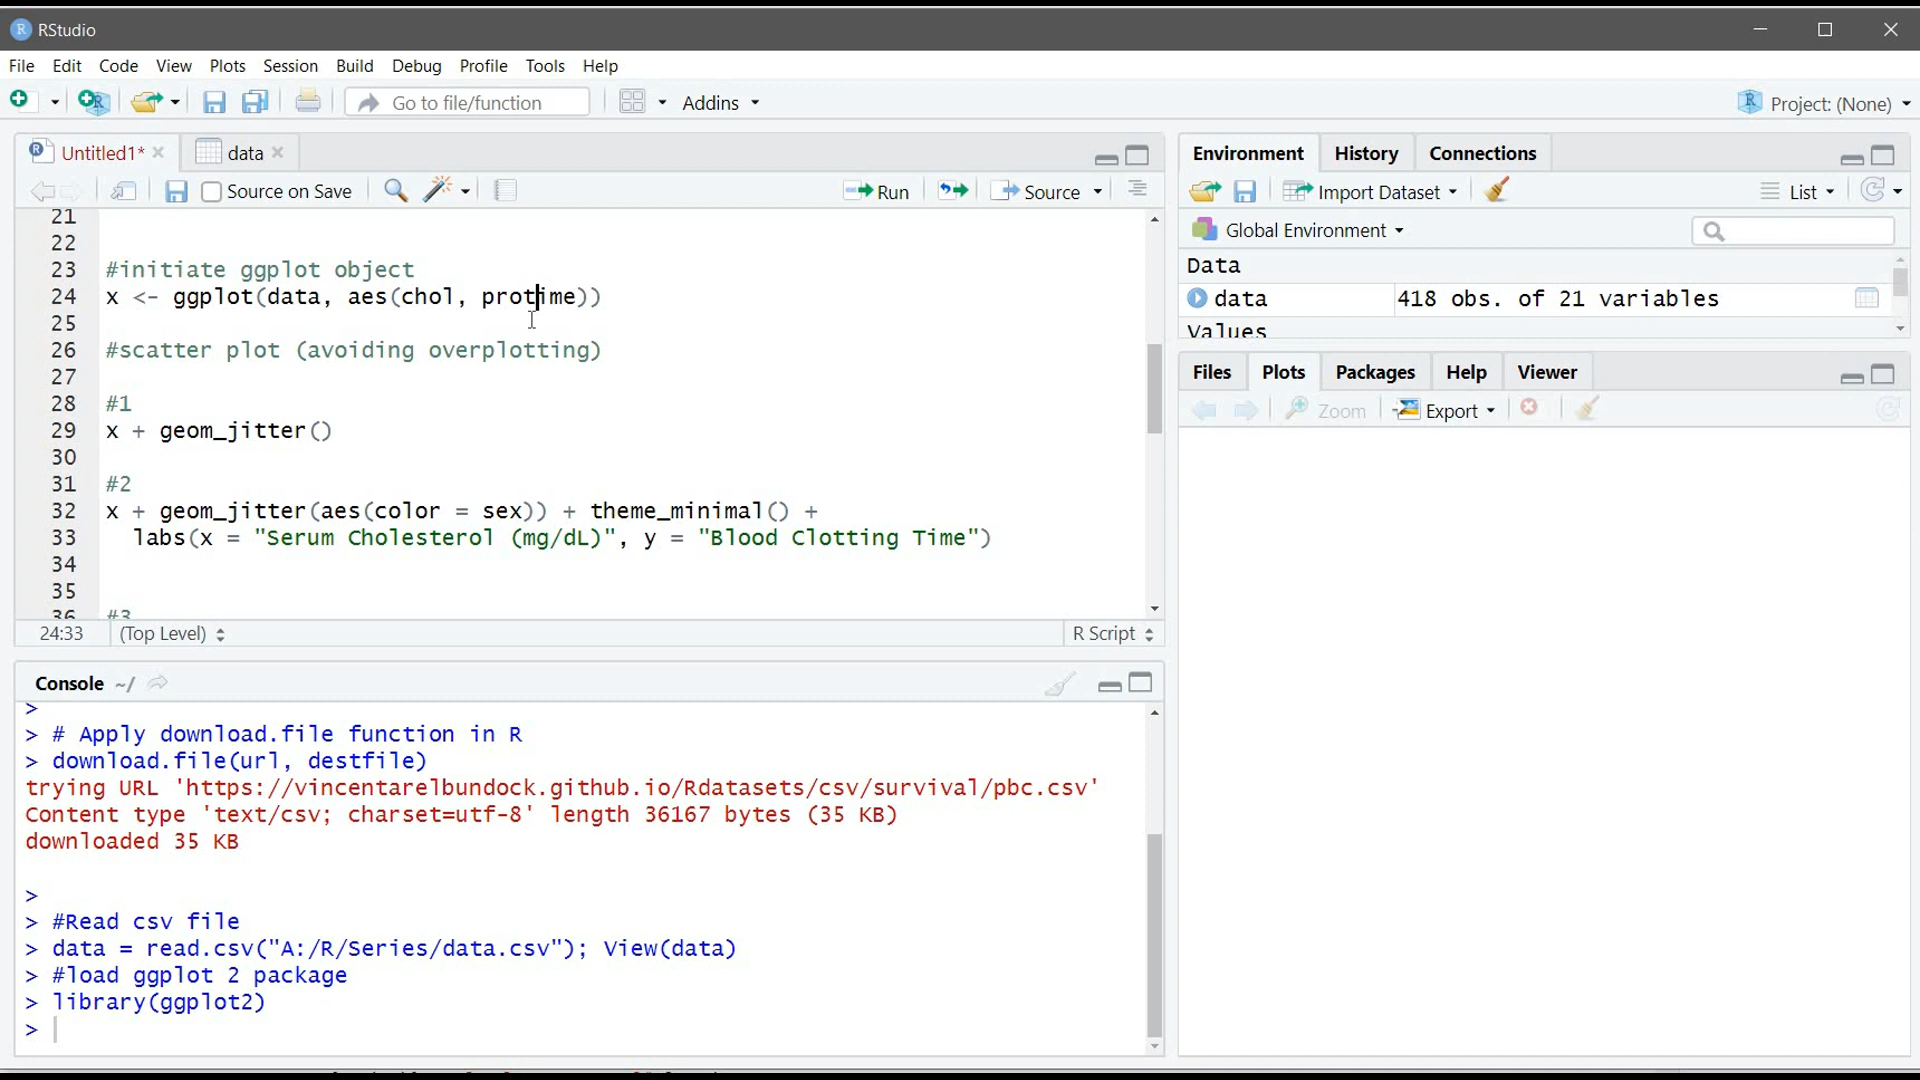 RStudio
File Edit Code View Plots Session Build Debug Profile Tools Help
Go to file/function Addins Project: (None)
Untitled1* data
Source on Save Run Source
21
22
23 #initiate ggplot object
24 x <- ggplot(data, aes(chol, protime))
25
26 #scatter plot (avoiding overplotting)
27
28 #1
29 x + geom_jitter()
30
31 #2
32 x + geom_jitter(aes(color = sex)) + theme_minimal() +
33 labs(x = "Serum Cholesterol (mg/dL)", y = "Blood Clotting Time")
34
35
36 #3
24:33 (Top Level) R Script
Console ~/
>
> # Apply download.file function in R
> download.file(url, destfile)
trying URL 'https://vincentarelbundock.github.io/Rdatasets/csv/survival/pbc.csv'
Content type 'text/csv; charset=utf-8' length 36167 bytes (35 KB)
downloaded 35 KB
>
> #Read csv file
> data = read.csv("A:/R/Series/data.csv"); View(data)
> #load ggplot 2 package
> library(ggplot2)
>
Environment History Connections
Import Dataset List
Global Environment
Data
data 418 obs. of 21 variables
Values
Files Plots Packages Help Viewer
Zoom Export